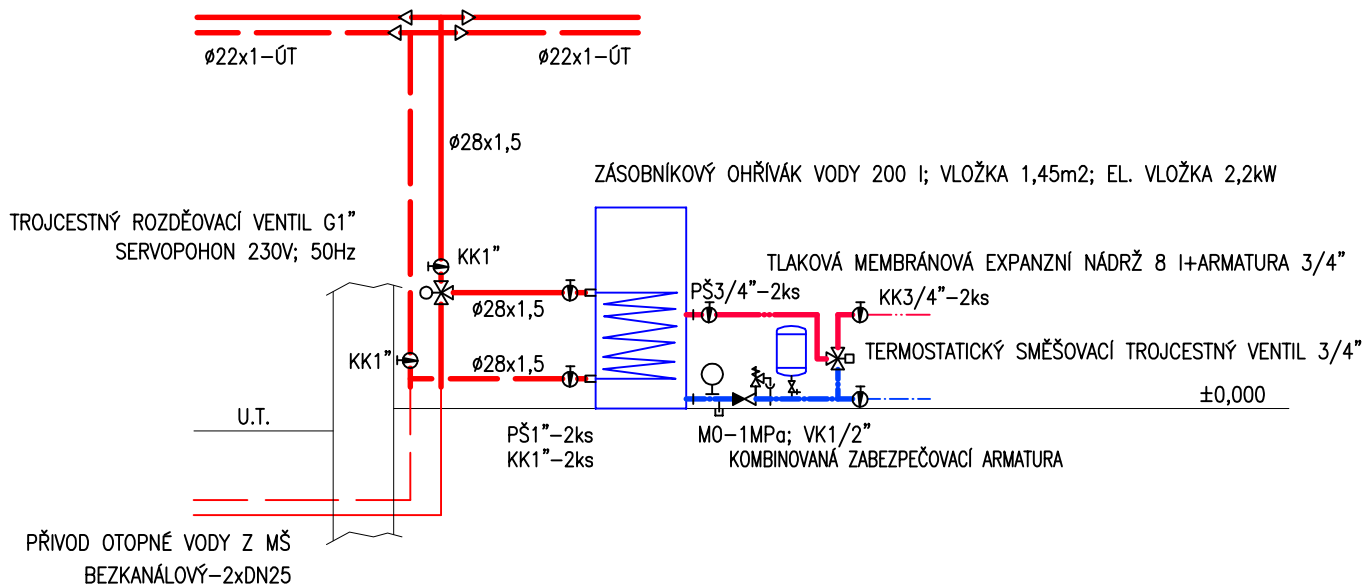 ø22x1-ÚT
ø22x1-ÚT
ø28x1,5
ZÁSOBNÍKOVÝ OHŘÍVÁK VODY 200 l; VLOŽKA 1,45m2; EL. VLOŽKA 2,2kW
TROJCESTNÝ ROZDĚOVACÍ VENTIL G1"
SERVOPOHON 230V; 50Hz
KK1"
TLAKOVÁ MEMBRÁNOVÁ EXPANZNÍ NÁDRŽ 8 l+ARMATURA 3/4"
PŠ3/4"-2ks
KK3/4"-2ks
ø28x1,5
KK1"
ø28x1,5
TERMOSTATICKÝ SMĚŠOVACÍ TROJCESTNÝ VENTIL 3/4"
±0,000
U.T.
PŠ1"-2ks
KK1"-2ks
MO-1MPa; VK1/2"
KOMBINOVANÁ ZABEZPEČOVACÍ ARMATURA
PŘIVOD OTOPNÉ VODY Z MŠ
BEZKANÁLOVÝ-2xDN25